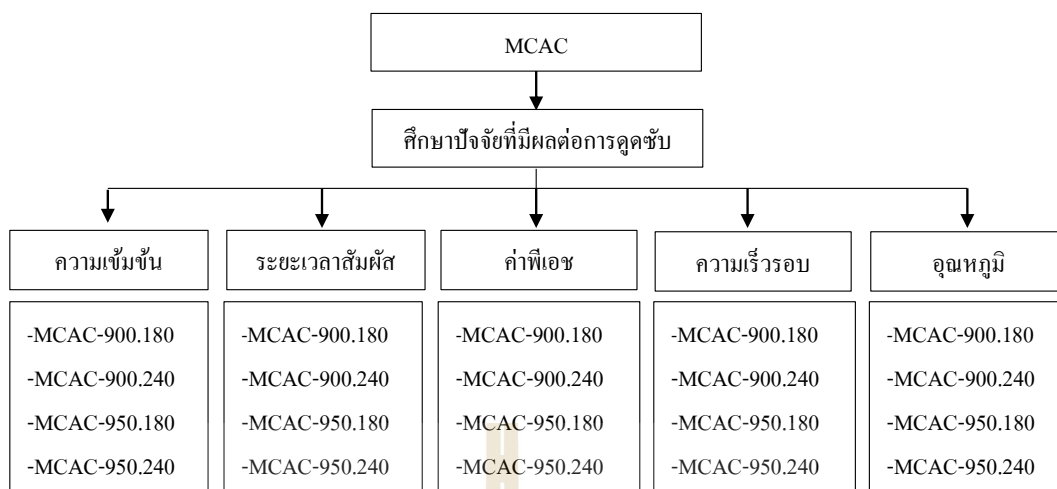 MCAC
ศึกษาปัจจัยที่มีผลต่อการดูดซับ
ความเข้มข้น
ระยะเวลาสัมผัส
ค่าพีเอช
ความเร็วรอบ
อุณหภูมิ
-MCAC-900.180
-MCAC-900.240
-MCAC-950.180
-MCAC-950.240
-MCAC-900.180
-MCAC-900.240
-MCAC-950.180
-MCAC-950.240
-MCAC-900.180
-MCAC-900.240
-MCAC-950.180
-MCAC-950.240
-MCAC-900.180
-MCAC-900.240
-MCAC-950.180
-MCAC-950.240
-MCAC-900.180
-MCAC-900.240
-MCAC-950.180
-MCAC-950.240